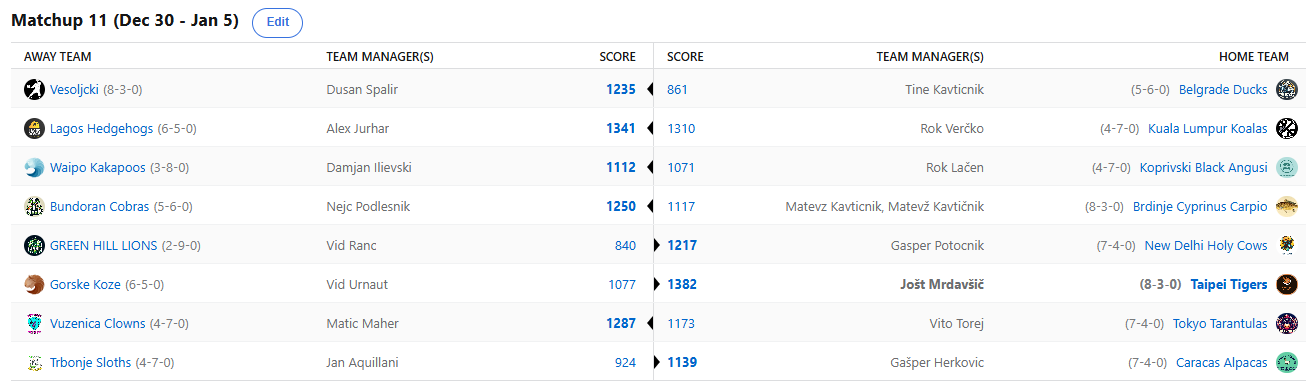 Matchup 11 (Dec 30 - Jan 5) Edit
AWAY TEAM TEAM MANAGER(S) SCORE SCORE TEAM MANAGER(S) HOME TEAM
Vesoljcki (8-3-0) Dusan Spalir 1235 861 Tine Kavticnik (5-6-0) Belgrade Ducks
Lagos Hedgehogs (6-5-0) Alex Jurhar 1341 1310 Rok Verčko (4-7-0) Kuala Lumpur Koalas
Waipo Kakapoos (3-8-0) Damjan Ilievski 1112 1071 Rok Lačen (4-7-0) Koprivski Black Angusi
Bundoran Cobras (5-6-0) Nejc Podlesnik 1250 1117 Matevz Kavticnik, Matevž Kavtičnik (8-3-0) Brdinje Cyprinus Carpio
GREEN HILL LIONS (2-9-0) Vid Ranc 840 1217 Gasper Potocnik (7-4-0) New Delhi Holy Cows
Gorske Koze (6-5-0) Vid Urnaut 1077 1382 Jošt Mrdavšič (8-3-0) Taipei Tigers
Vuzenica Clowns (4-7-0) Matic Maher 1287 1173 Vito Torej (7-4-0) Tokyo Tarantulas
Trbonje Sloths (4-7-0) Jan Aquillani 924 1139 Gašper Herkovic (7-4-0) Caracas Alpacas